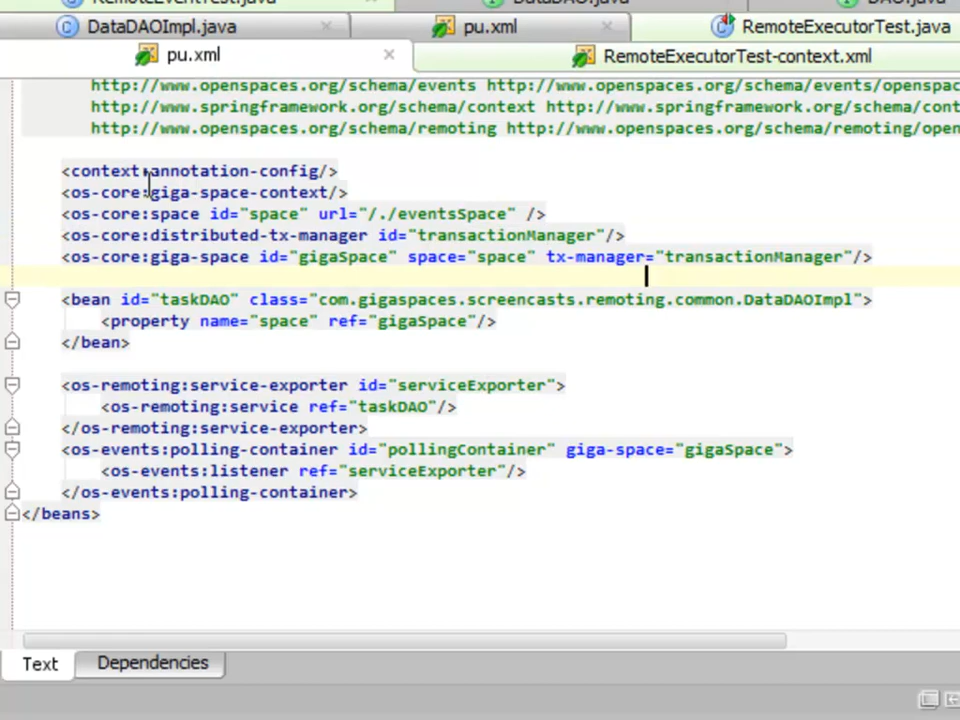 RemoteEventTest.java DataDAO.java DAO.java
DataDAOImpl.java pu.xml RemoteExecutorTest.java
pu.xml RemoteExecutorTest-context.xml
http://www.openspaces.org/schema/events http://www.openspaces.org/schema/events/openspac
http://www.springframework.org/schema/context http://www.springframework.org/schema/cont
http://www.openspaces.org/schema/remoting http://www.openspaces.org/schema/remoting/open
<context:annotation-config/>
<os-core:giga-space-context/>
<os-core:space id="space" url="/./eventsSpace" />
<os-core:distributed-tx-manager id="transactionManager"/>
<os-core:giga-space id="gigaSpace" space="space" tx-manager="transactionManager"/>
<bean id="taskDAO" class="com.gigaspaces.screencasts.remoting.common.DataDAOImpl">
<property name="space" ref="gigaSpace"/>
</bean>
<os-remoting:service-exporter id="serviceExporter">
<os-remoting:service ref="taskDAO"/>
</os-remoting:service-exporter>
<os-events:polling-container id="pollingContainer" giga-space="gigaSpace">
<os-events:listener ref="serviceExporter"/>
</os-events:polling-container>
</beans>
Text Dependencies